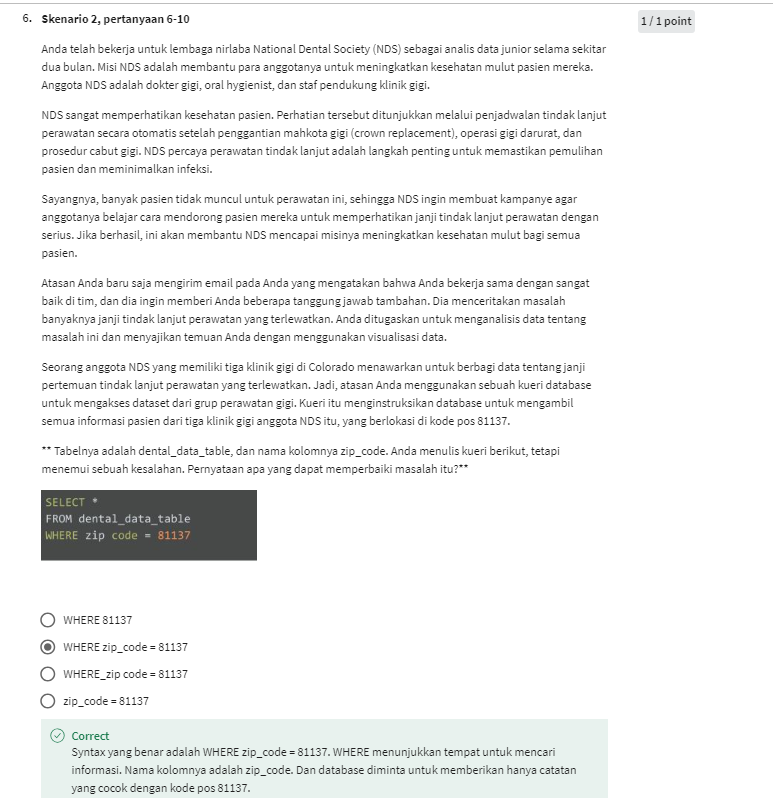 6. Skenario 2, pertanyaan 6-10
1 / 1 point
Anda telah bekerja untuk lembaga nirlaba National Dental Society (NDS) sebagai analis data junior selama sekitar
dua bulan. Misi NDS adalah membantu para anggotanya untuk meningkatkan kesehatan mulut pasien mereka.
Anggota NDS adalah dokter gigi, oral hygienist, dan staf pendukung klinik gigi.
NDS sangat memperhatikan kesehatan pasien. Perhatian tersebut ditunjukkan melalui penjadwalan tindak lanjut
perawatan secara otomatis setelah penggantian mahkota gigi (crown replacement), operasi gigi darurat, dan
prosedur cabut gigi. NDS percaya perawatan tindak lanjut adalah langkah penting untuk memastikan pemulihan
pasien dan meminimalkan infeksi.
Sayangnya, banyak pasien tidak muncul untuk perawatan ini, sehingga NDS ingin membuat kampanye agar
anggotanya belajar cara mendorong pasien mereka untuk memperhatikan janji tindak lanjut perawatan dengan
serius. Jika berhasil, ini akan membantu NDS mencapai misinya meningkatkan kesehatan mulut bagi semua
pasien.
Atasan Anda baru saja mengirim email pada Anda yang mengatakan bahwa Anda bekerja sama dengan sangat
baik di tim, dan dia ingin memberi Anda beberapa tanggung jawab tambahan. Dia menceritakan masalah
banyaknya janji tindak lanjut perawatan yang terlewatkan. Anda ditugaskan untuk menganalisis data tentang
masalah ini dan menyajikan temuan Anda dengan menggunakan visualisasi data.
Seorang anggota NDS yang memiliki tiga klinik gigi di Colorado menawarkan untuk berbagi data tentang janji
pertemuan tindak lanjut perawatan yang terlewatkan. Jadi, atasan Anda menggunakan sebuah kueri database
untuk mengakses dataset dari grup perawatan gigi. Kueri itu menginstruksikan database untuk mengambil
semua informasi pasien dari tiga klinik gigi anggota NDS itu, yang berlokasi di kode pos 81137.
** Tabelnya adalah dental_data_table, dan nama kolomnya zip_code. Anda menulis kueri berikut, tetapi
menemui sebuah kesalahan. Pernyataan apa yang dapat memperbaiki masalah itu?**
SELECT *
FROM dental_data_table
WHERE zip code = 81137
WHERE 81137
WHERE zip_code = 81137
WHERE_zip code = 81137
zip_code = 81137
Correct
Syntax yang benar adalah WHERE zip_code = 81137. WHERE menunjukkan tempat untuk mencari
informasi. Nama kolomnya adalah zip_code. Dan database diminta untuk memberikan hanya catatan
yang cocok dengan kode pos 81137.